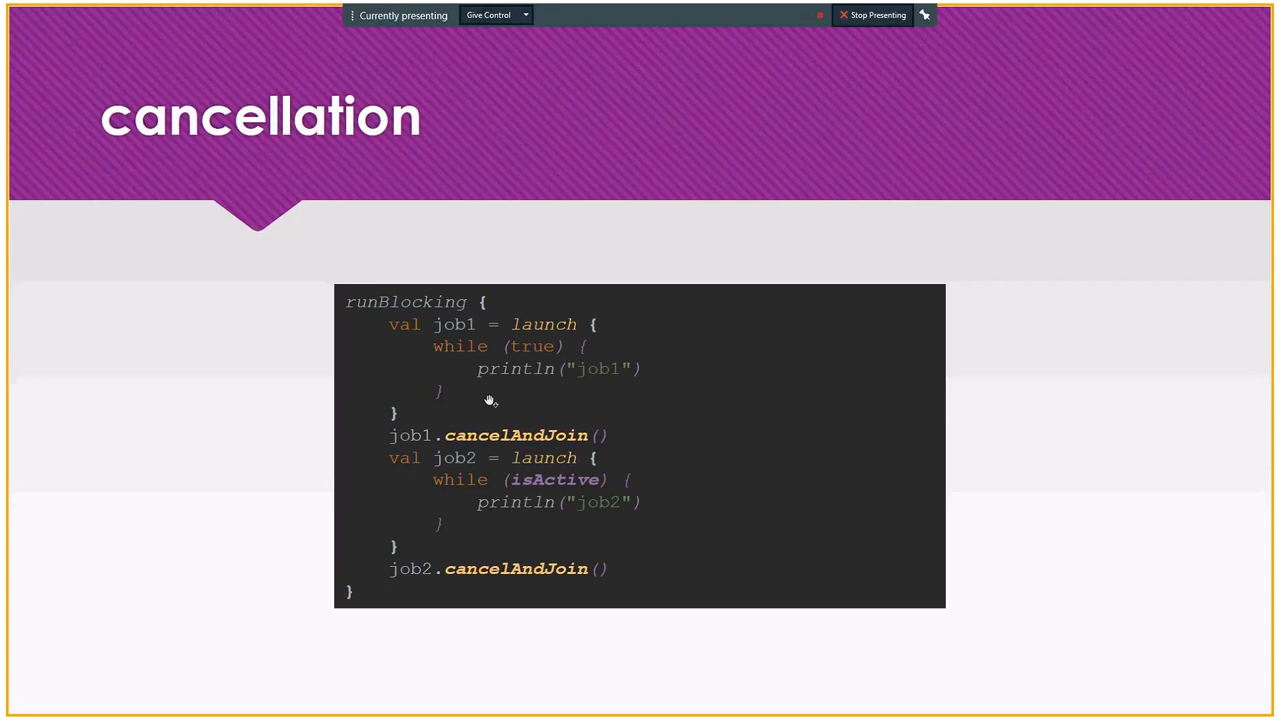 Currently presenting Give Control Stop Presenting
cancellation
runBlocking {
    val job1 = launch {
        while (true) {
            println("job1")
        }
    }
    job1.cancelAndJoin()
    val job2 = launch {
        while (isActive) {
            println("job2")
        }
    }
    job2.cancelAndJoin()
}